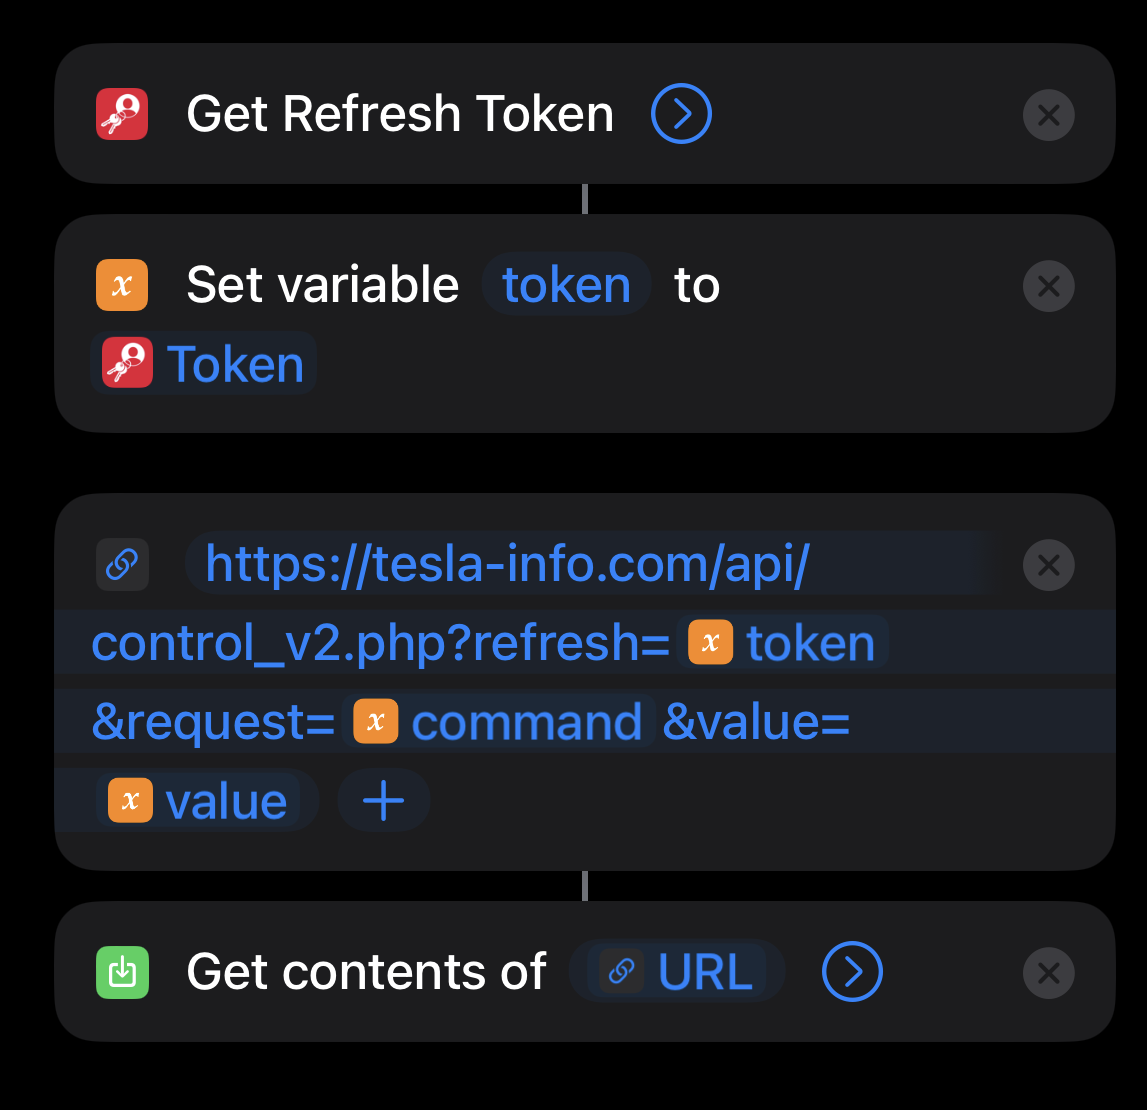 Get Refresh Token
Set variable token to
Token
https://tesla-info.com/api/
control_v2.php?refresh= x token
&request= x command &value=
x value +
Get contents of URL